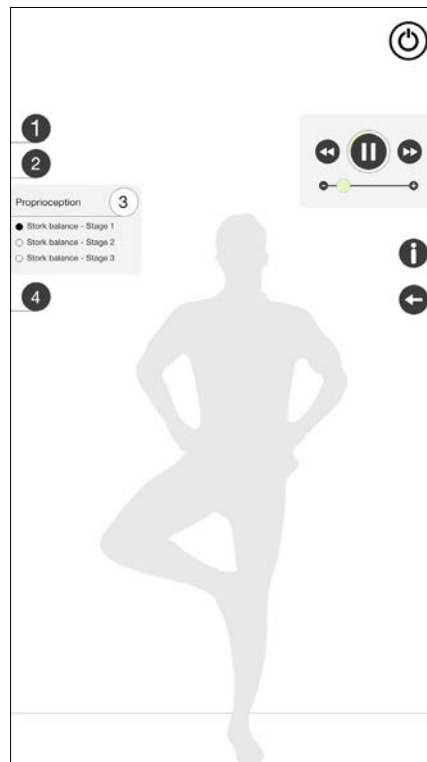 1
2
Proprioception 3
Stork balance - Stage 1
Stork balance - Stage 2
Stork balance - Stage 3
4